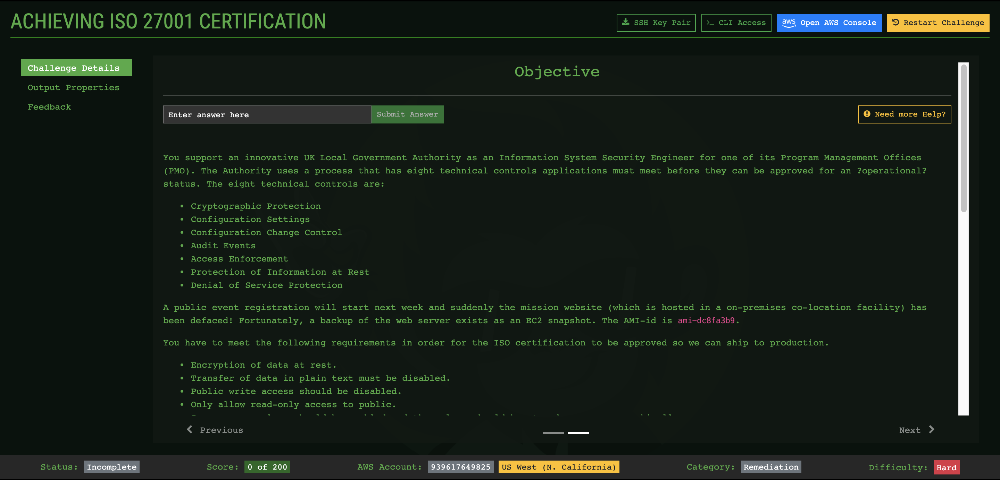 ACHIEVING ISO 27001 CERTIFICATION
SSH Key Pair
>_ CLI Access
aws Open AWS Console
Restart Challenge
Challenge Details
Output Properties
Feedback
Objective
Enter answer here
Submit Answer
Need more Help?
You support an innovative UK Local Government Authority as an Information System Security Engineer for one of its Program Management Offices
(PMO). The Authority uses a process that has eight technical controls applications must meet before they can be approved for an ?operational?
status. The eight technical controls are:
• Cryptographic Protection
• Configuration Settings
• Configuration Change Control
• Audit Events
• Access Enforcement
• Protection of Information at Rest
• Denial of Service Protection
A public event registration will start next week and suddenly the mission website (which is hosted in a on-premises co-location facility) has
been defaced! Fortunately, a backup of the web server exists as an EC2 snapshot. The AMI-id is ami-dc8fa3b9.
You have to meet the following requirements in order for the ISO certification to be approved so we can ship to production.
• Encryption of data at rest.
• Transfer of data in plain text must be disabled.
• Public write access should be disabled.
• Only allow read-only access to public.
Previous
Next
Status: Incomplete
Score: 0 of 200
AWS Account: 939617649825 US West (N. California)
Category: Remediation
Difficulty: Hard